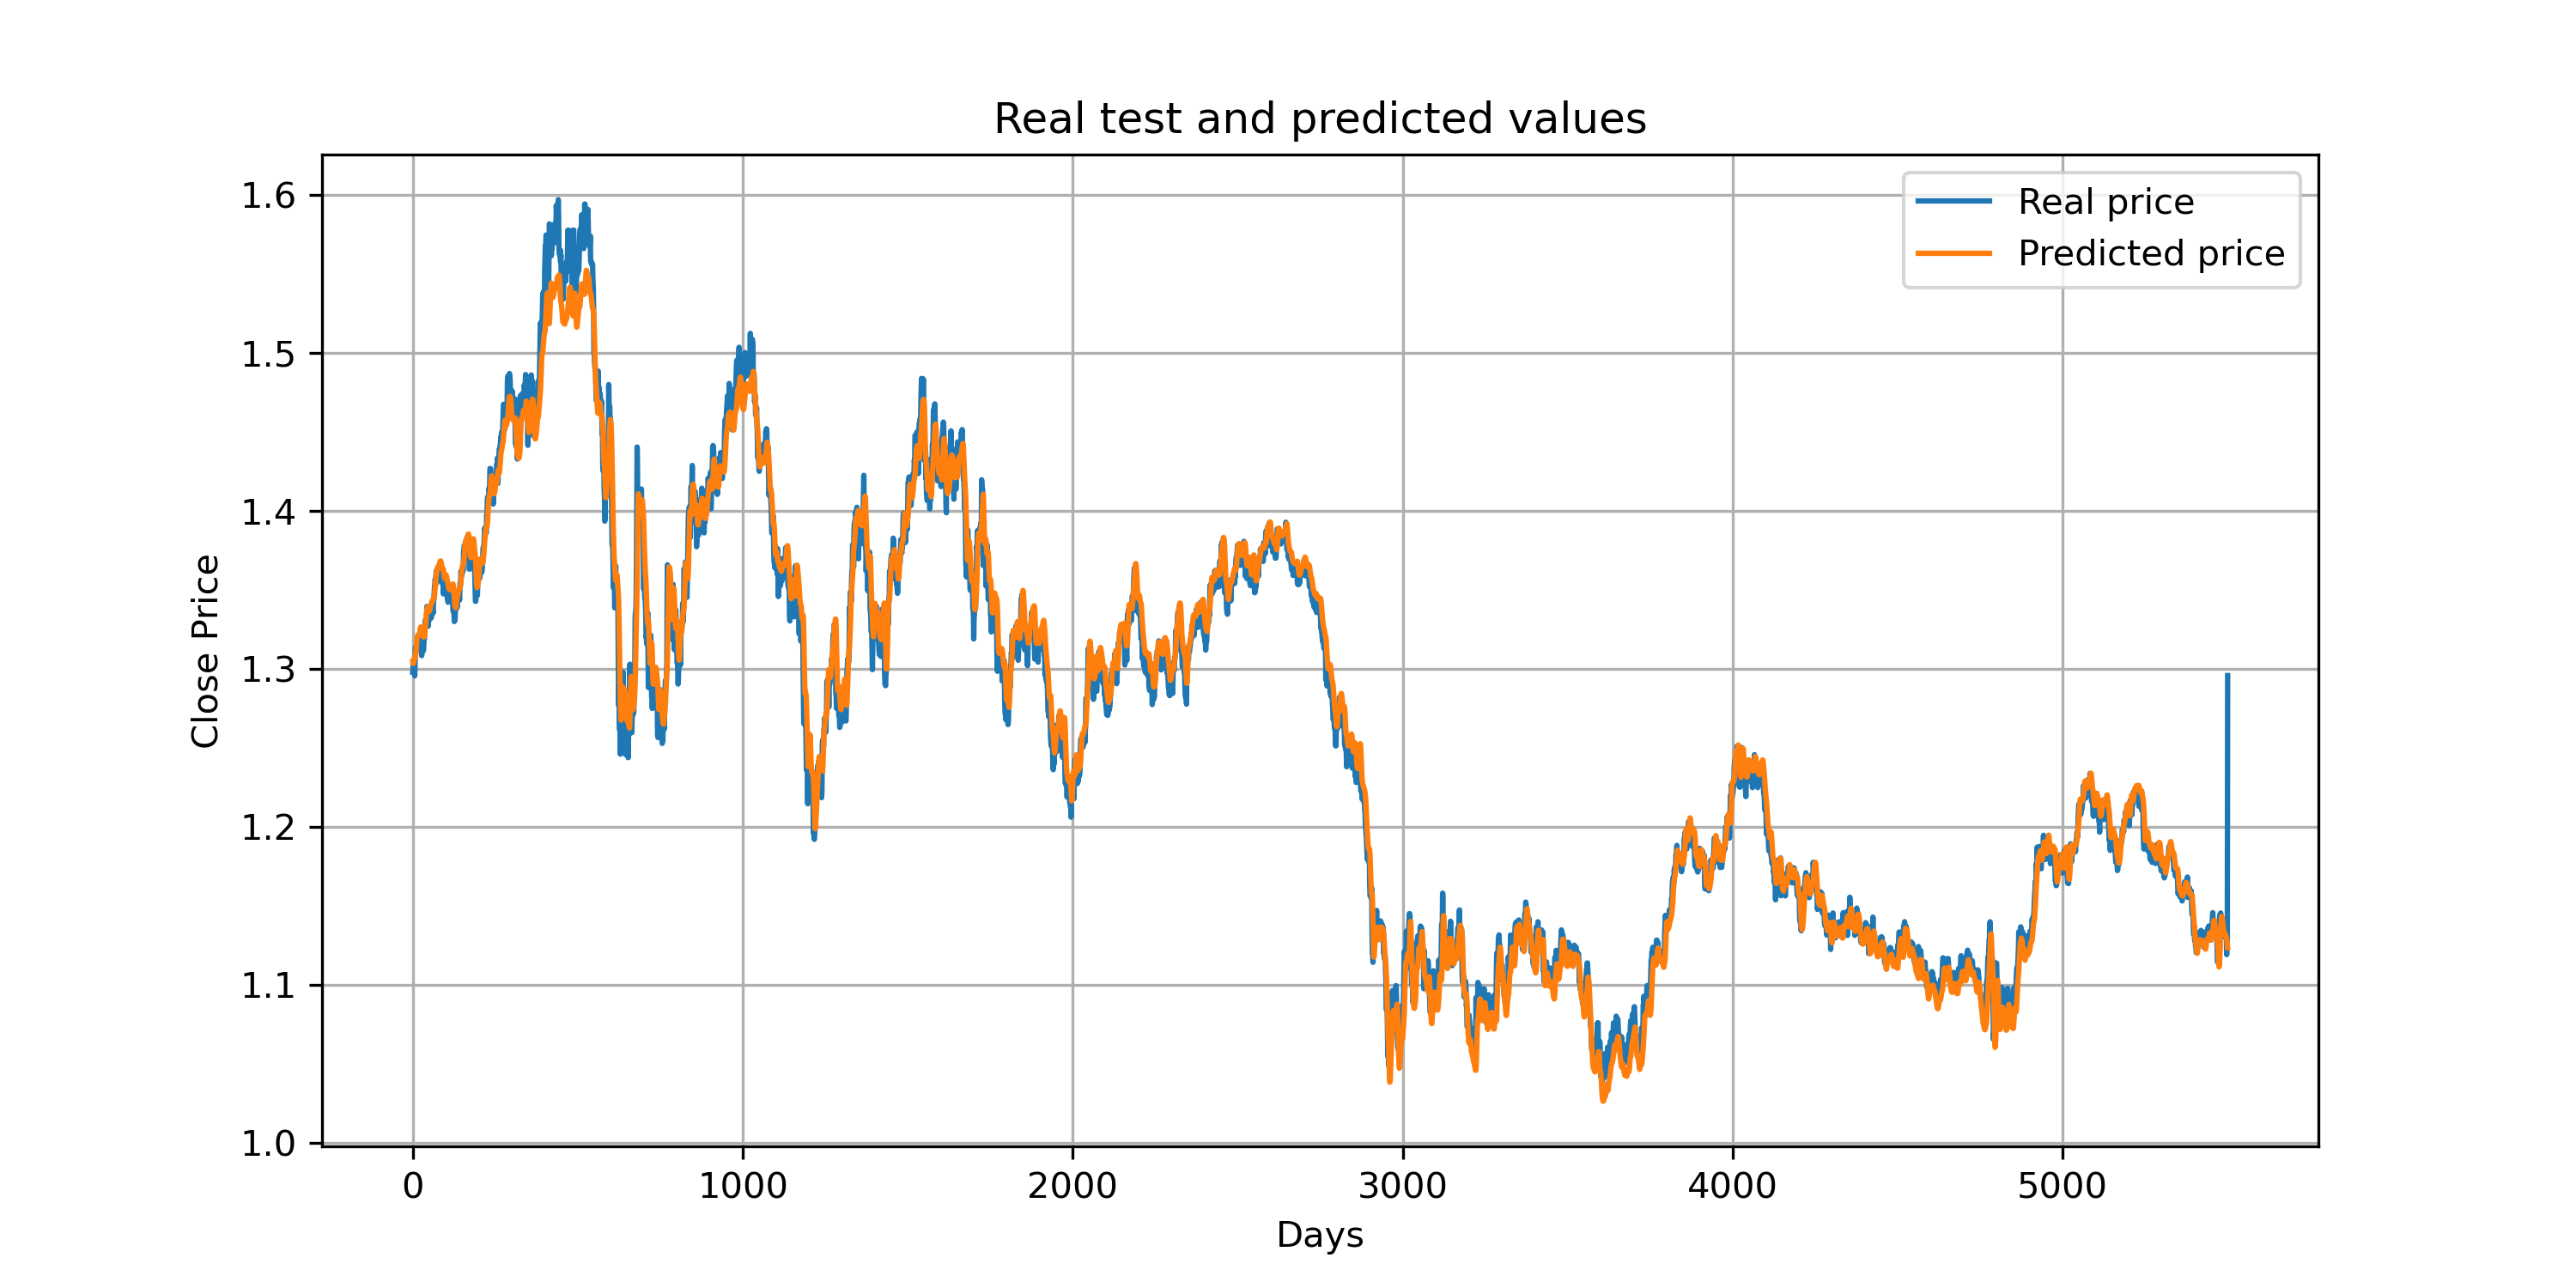 Real test and predicted values
Real price
Predicted price
1.6
1.5
1.4
1.3
1.2
1.1
1.0
Close Price
0 1000 2000 3000 4000 5000
Days